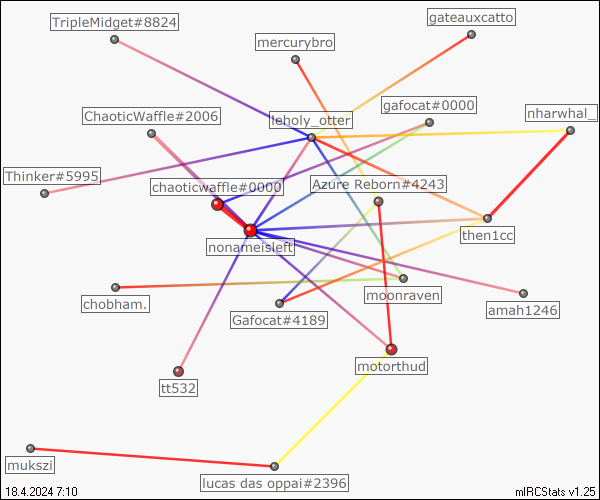 TripleMidget#8824
gateauxcatto
mercurybro
gafocat#0000
ChaoticWaffle#2006
leholy_otter
nharwhal_
Thinker#5995
chaoticwaffle#0000
Azure Reborn#4243
then1cc
nonameisleft
moonraven
chobham.
amah1246
Gafocat#4189
motorthud
tt532
mukszi
lucas das oppai#2396
18.4.2024 7:10
mIRCStats v1.25